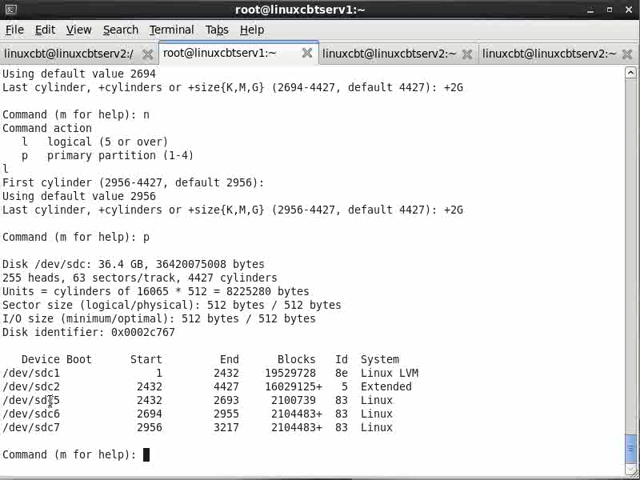 root@linuxcbtserv1:~
File Edit View Search Terminal Tabs Help
linuxcbt@linuxcbtserv2:/ root@linuxcbtserv1:~ linuxcbt@linuxcbtserv2:~ linuxcbt@linuxcbtserv2:~
Using default value 2694
Last cylinder, +cylinders or +size{K,M,G} (2694-4427, default 4427): +2G
Command (m for help): n
Command action
l logical (5 or over)
p primary partition (1-4)
l
First cylinder (2956-4427, default 2956):
Using default value 2956
Last cylinder, +cylinders or +size{K,M,G} (2956-4427, default 4427): +2G
Command (m for help): p
Disk /dev/sdc: 36.4 GB, 36420075008 bytes
255 heads, 63 sectors/track, 4427 cylinders
Units = cylinders of 16065 * 512 = 8225280 bytes
Sector size (logical/physical): 512 bytes / 512 bytes
I/O size (minimum/optimal): 512 bytes / 512 bytes
Disk identifier: 0x0002c767
Device Boot Start End Blocks Id System
/dev/sdc1 1 2432 19529728 8e Linux LVM
/dev/sdc2 2432 4427 16029125+ 5 Extended
/dev/sdc5 2432 2693 2100739 83 Linux
/dev/sdc6 2694 2955 2104483+ 83 Linux
/dev/sdc7 2956 3217 2104483+ 83 Linux
Command (m for help):